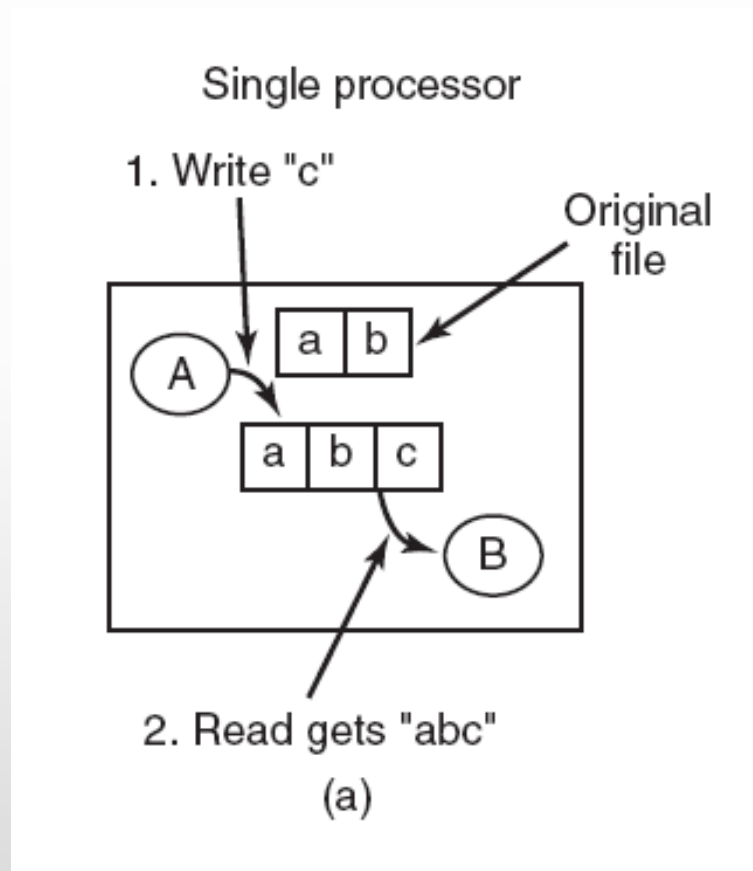 Single processor
1. Write "c"
Original
file
a b
A
a b c
B
2. Read gets "abc"
(a)